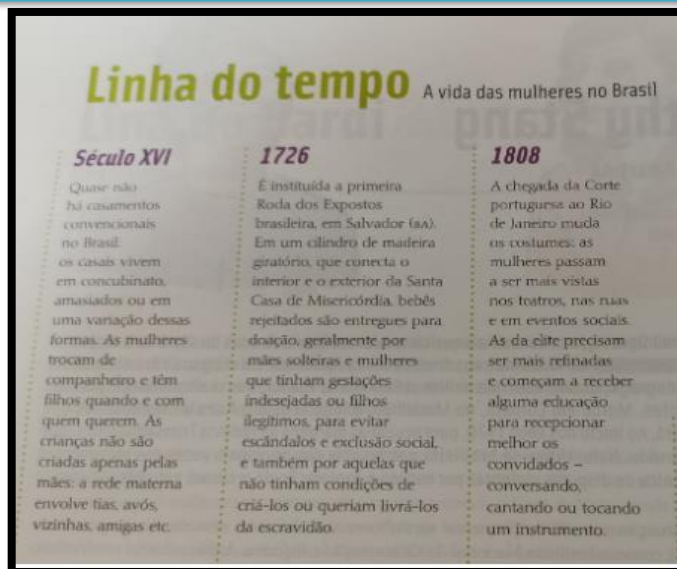 Linha do tempo A vida das mulheres no Brasil
Século XVI
Quase não
há casamentos
convencionais
no Brasil:
os casais vivem
em concubinato,
amasiados ou em
uma variação dessas
formas. As mulheres
trocam de
companheiro e têm
filhos quando e com
quem querem. As
crianças não são
criadas apenas pelas
mães: a rede materna
envolve tias, avós,
vizinhas, amigas etc.
1726
É instituída a primeira
Roda dos Expostos
brasileira, em Salvador (BA).
Em um cilindro de madeira
giratório, que conecta o
interior e o exterior da Santa
Casa de Misericórdia, bebês
rejeitados são entregues para
doação, geralmente por
mães solteiras e mulheres
que tinham gestações
indesejadas ou filhos
ilegítimos, para evitar
escândalos e exclusão social,
e também por aquelas que
não tinham condições de
criá-los ou queriam livrá-los
da escravidão.
1808
A chegada da Corte
portuguesa ao Rio
de Janeiro muda
os costumes: as
mulheres passam
a ser mais vistas
nos teatros, nas ruas
e em eventos sociais.
As da elite precisam
ser mais refinadas
e começam a receber
alguma educação
para recepcionar
melhor os
convidados –
conversando,
cantando ou tocando
um instrumento.